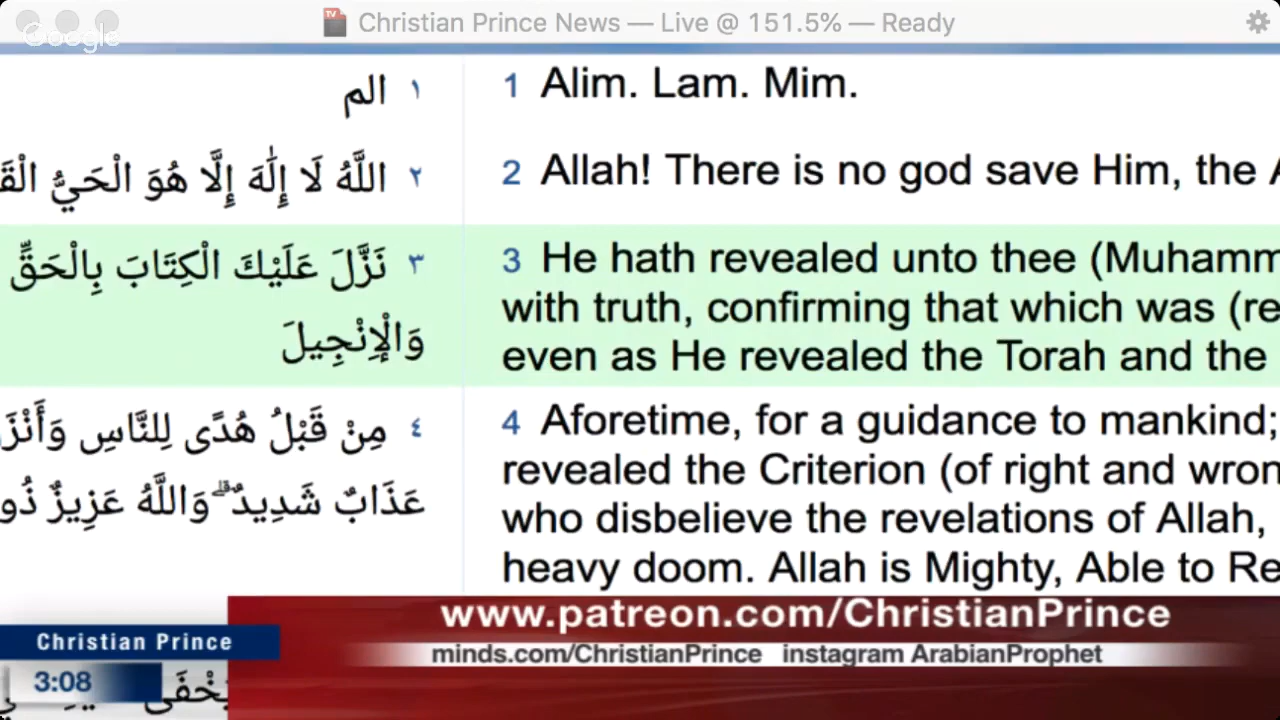 Christian Prince News — Live @ 151.5% — Ready
Google
١ الم
1 Alim. Lam. Mim.
٢ اللَّهُ لَا إِلَٰهَ إِلَّا هُوَ الْحَيُّ
2 Allah! There is no god save Him, the
٣ نَزَّلَ عَلَيْكَ الْكِتَابَ بِالْحَقِّ
وَالْإِنْجِيلَ
3 He hath revealed unto thee (Muhamm
with truth, confirming that which was (re
even as He revealed the Torah and the
٤ مِنْ قَبْلُ هُدًى لِلنَّاسِ وَأَنْزَ
عَذَابٌ شَدِيدٌ ۗ وَاللَّهُ عَزِيزٌ ذُو
4 Aforetime, for a guidance to mankind;
revealed the Criterion (of right and wron
who disbelieve the revelations of Allah,
heavy doom. Allah is Mighty, Able to Re
www.patreon.com/ChristianPrince
Christian Prince
minds.com/ChristianPrince instagram ArabianProphet
3:08